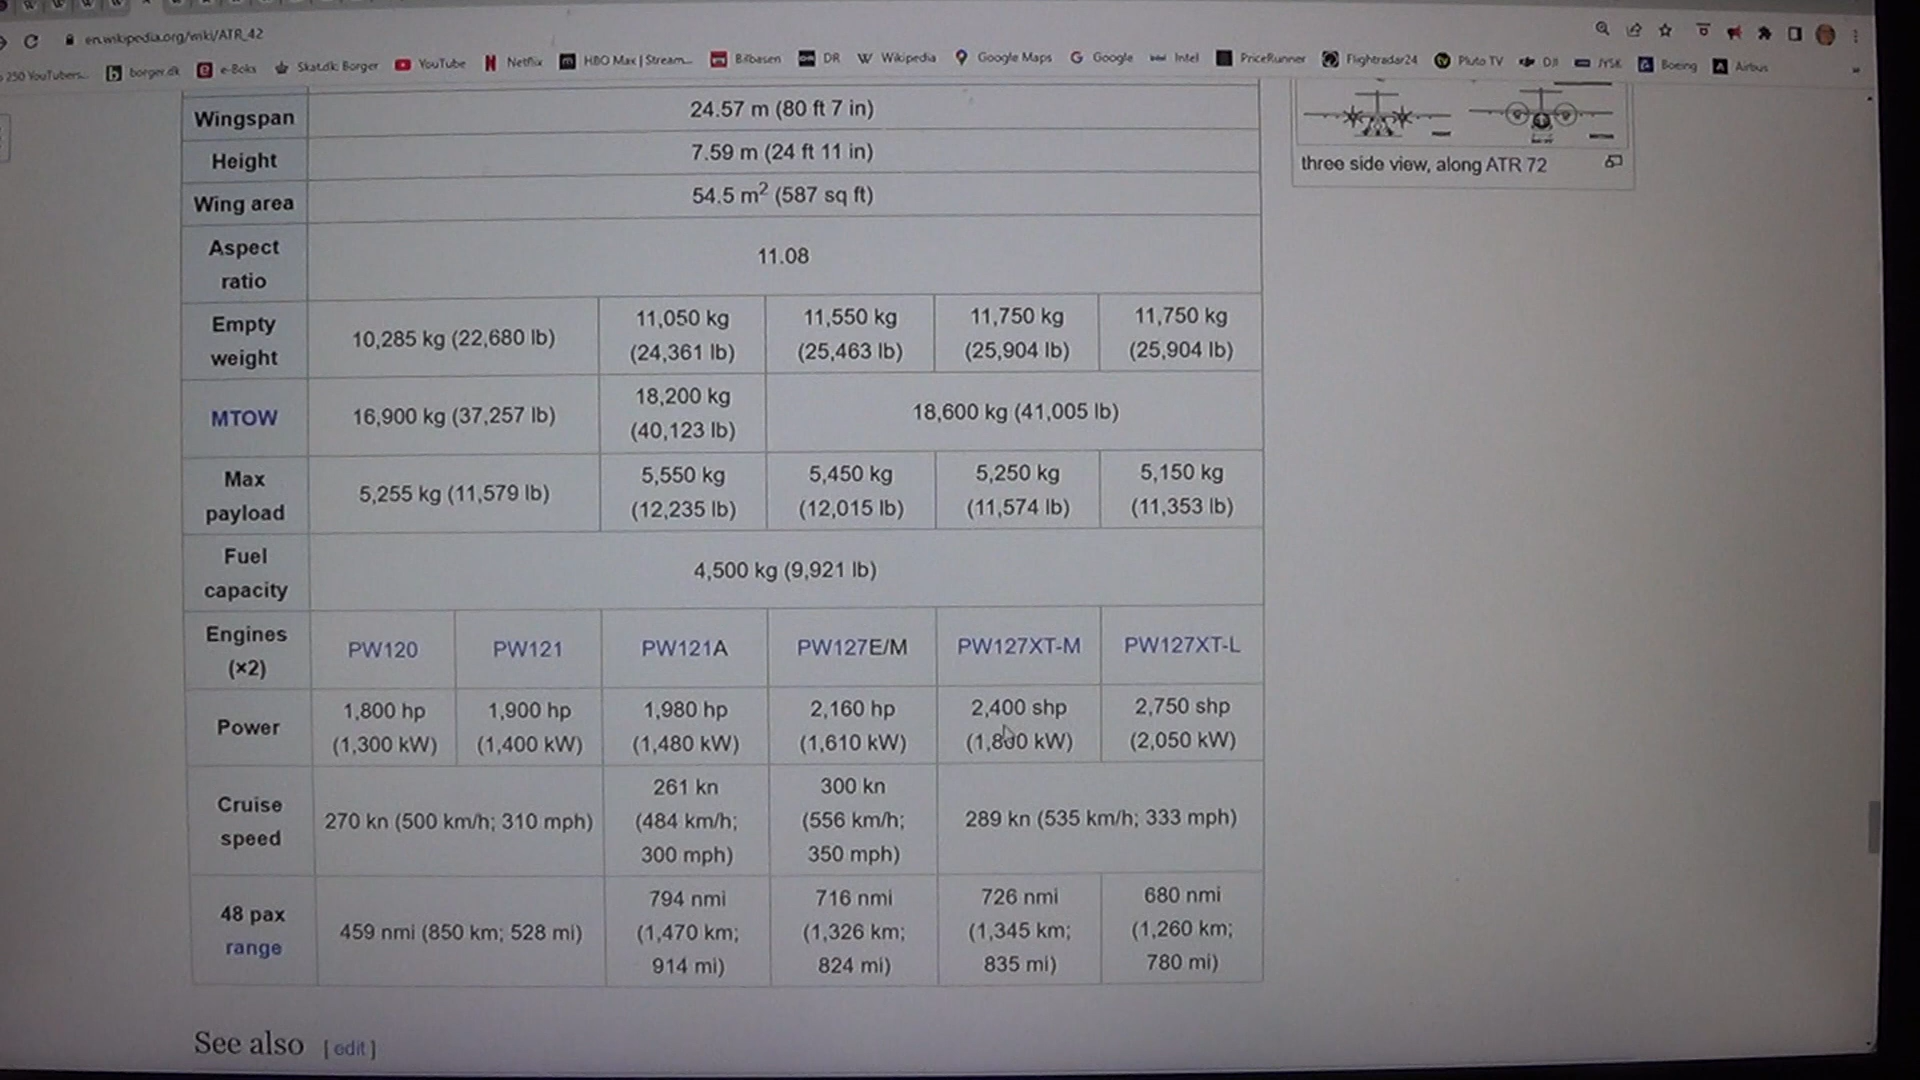 en.wikipedia.org/wiki/ATR_42
250 YouTubers... borger.dk e-Boks Skat.dk: Borger YouTube Netflix HBO Max | Stream... Bilbasen DR Wikipedia Google Maps Google Intel PriceRunner Flightradar24 Pluto TV DJI JYSK Boeing Airbus
Wingspan 24.57 m (80 ft 7 in)
Height 7.59 m (24 ft 11 in)
Wing area 54.5 m² (587 sq ft)
three side view, along ATR 72
Aspect
ratio
11.08
Empty
weight
10,285 kg (22,680 lb)
11,050 kg
(24,361 lb)
11,550 kg
(25,463 lb)
11,750 kg
(25,904 lb)
11,750 kg
(25,904 lb)
MTOW
16,900 kg (37,257 lb)
18,200 kg
(40,123 lb)
18,600 kg (41,005 lb)
Max
payload
5,255 kg (11,579 lb)
5,550 kg
(12,235 lb)
5,450 kg
(12,015 lb)
5,250 kg
(11,574 lb)
5,150 kg
(11,353 lb)
Fuel
capacity
4,500 kg (9,921 lb)
Engines
(×2)
PW120
PW121
PW121A
PW127E/M
PW127XT-M
PW127XT-L
Power
1,800 hp
(1,300 kW)
1,900 hp
(1,400 kW)
1,980 hp
(1,480 kW)
2,160 hp
(1,610 kW)
2,400 shp
(1,800 kW)
2,750 shp
(2,050 kW)
Cruise
speed
270 kn (500 km/h; 310 mph)
261 kn
(484 km/h;
300 mph)
300 kn
(556 km/h;
350 mph)
289 kn (535 km/h; 333 mph)
48 pax
range
459 nmi (850 km; 528 mi)
794 nmi
(1,470 km;
914 mi)
716 nmi
(1,326 km;
824 mi)
726 nmi
(1,345 km;
835 mi)
680 nmi
(1,260 km;
780 mi)
See also [ edit ]